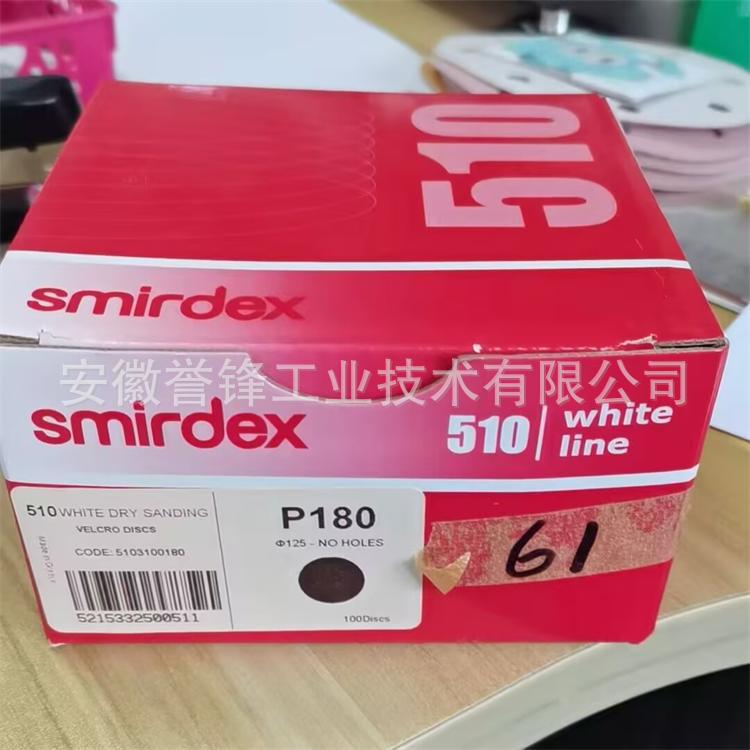 510
smirdex
安徽誉锋工业技术有限公司
smirdex
510
white
line
510 WHITE DRY SANDING
VELCRO DISCS
CODE: 5103100180
5215332500511
P180
Φ125 - NO HOLES
100Discs
61